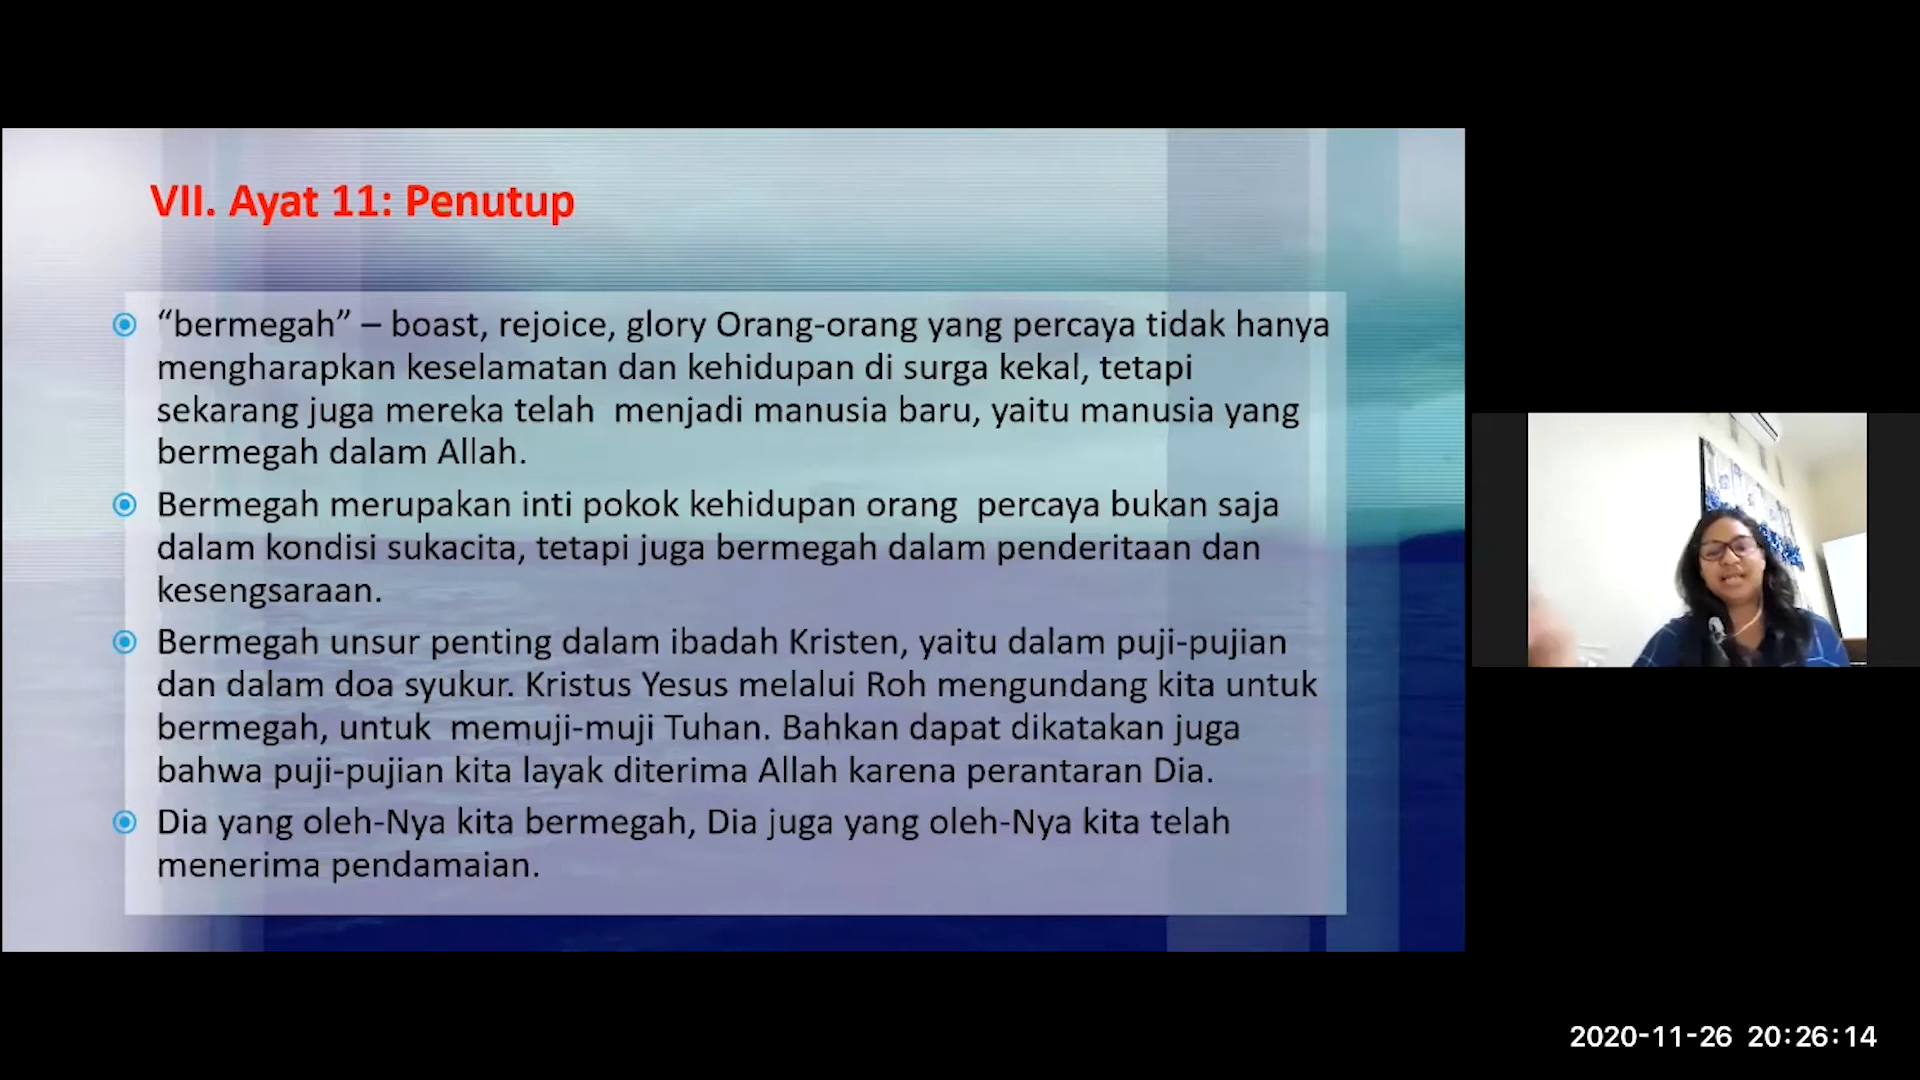 VII. Ayat 11: Penutup
“bermegah” – boast, rejoice, glory Orang-orang yang percaya tidak hanya
mengharapkan keselamatan dan kehidupan di surga kekal, tetapi
sekarang juga mereka telah  menjadi manusia baru, yaitu manusia yang
bermegah dalam Allah.
Bermegah merupakan inti pokok kehidupan orang  percaya bukan saja
dalam kondisi sukacita, tetapi juga bermegah dalam penderitaan dan
kesengsaraan.
Bermegah unsur penting dalam ibadah Kristen, yaitu dalam puji-pujian
dan dalam doa syukur. Kristus Yesus melalui Roh mengundang kita untuk
bermegah, untuk  memuji-muji Tuhan. Bahkan dapat dikatakan juga
bahwa puji-pujian kita layak diterima Allah karena perantaran Dia.
Dia yang oleh-Nya kita bermegah, Dia juga yang oleh-Nya kita telah
menerima pendamaian.
2020-11-26 20:26:14